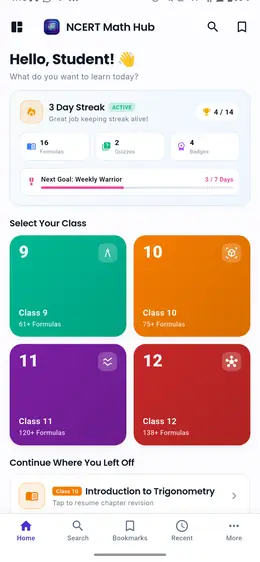 NCERT Math Hub
Hello, Student! 👋
What do you want to learn today?
3 Day Streak ACTIVE
Great job keeping streak alive!
4 / 14
16
Formulas
2
Quizzes
4
Badges
Next Goal: Weekly Warrior 3 / 7 Days
Select Your Class
9
Class 9
61+ Formulas
10
Class 10
75+ Formulas
11
Class 11
120+ Formulas
12
Class 12
138+ Formulas
Continue Where You Left Off
Class 10 Introduction to Trigonometry
Tap to resume chapter revision
Home Search Bookmarks Recent More